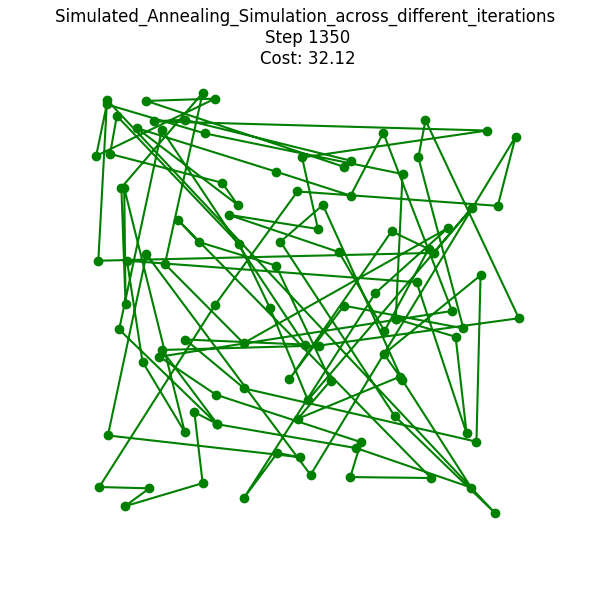 Simulated_Annealing_Simulation_across_different_iterations
Step 1350
Cost: 32.12